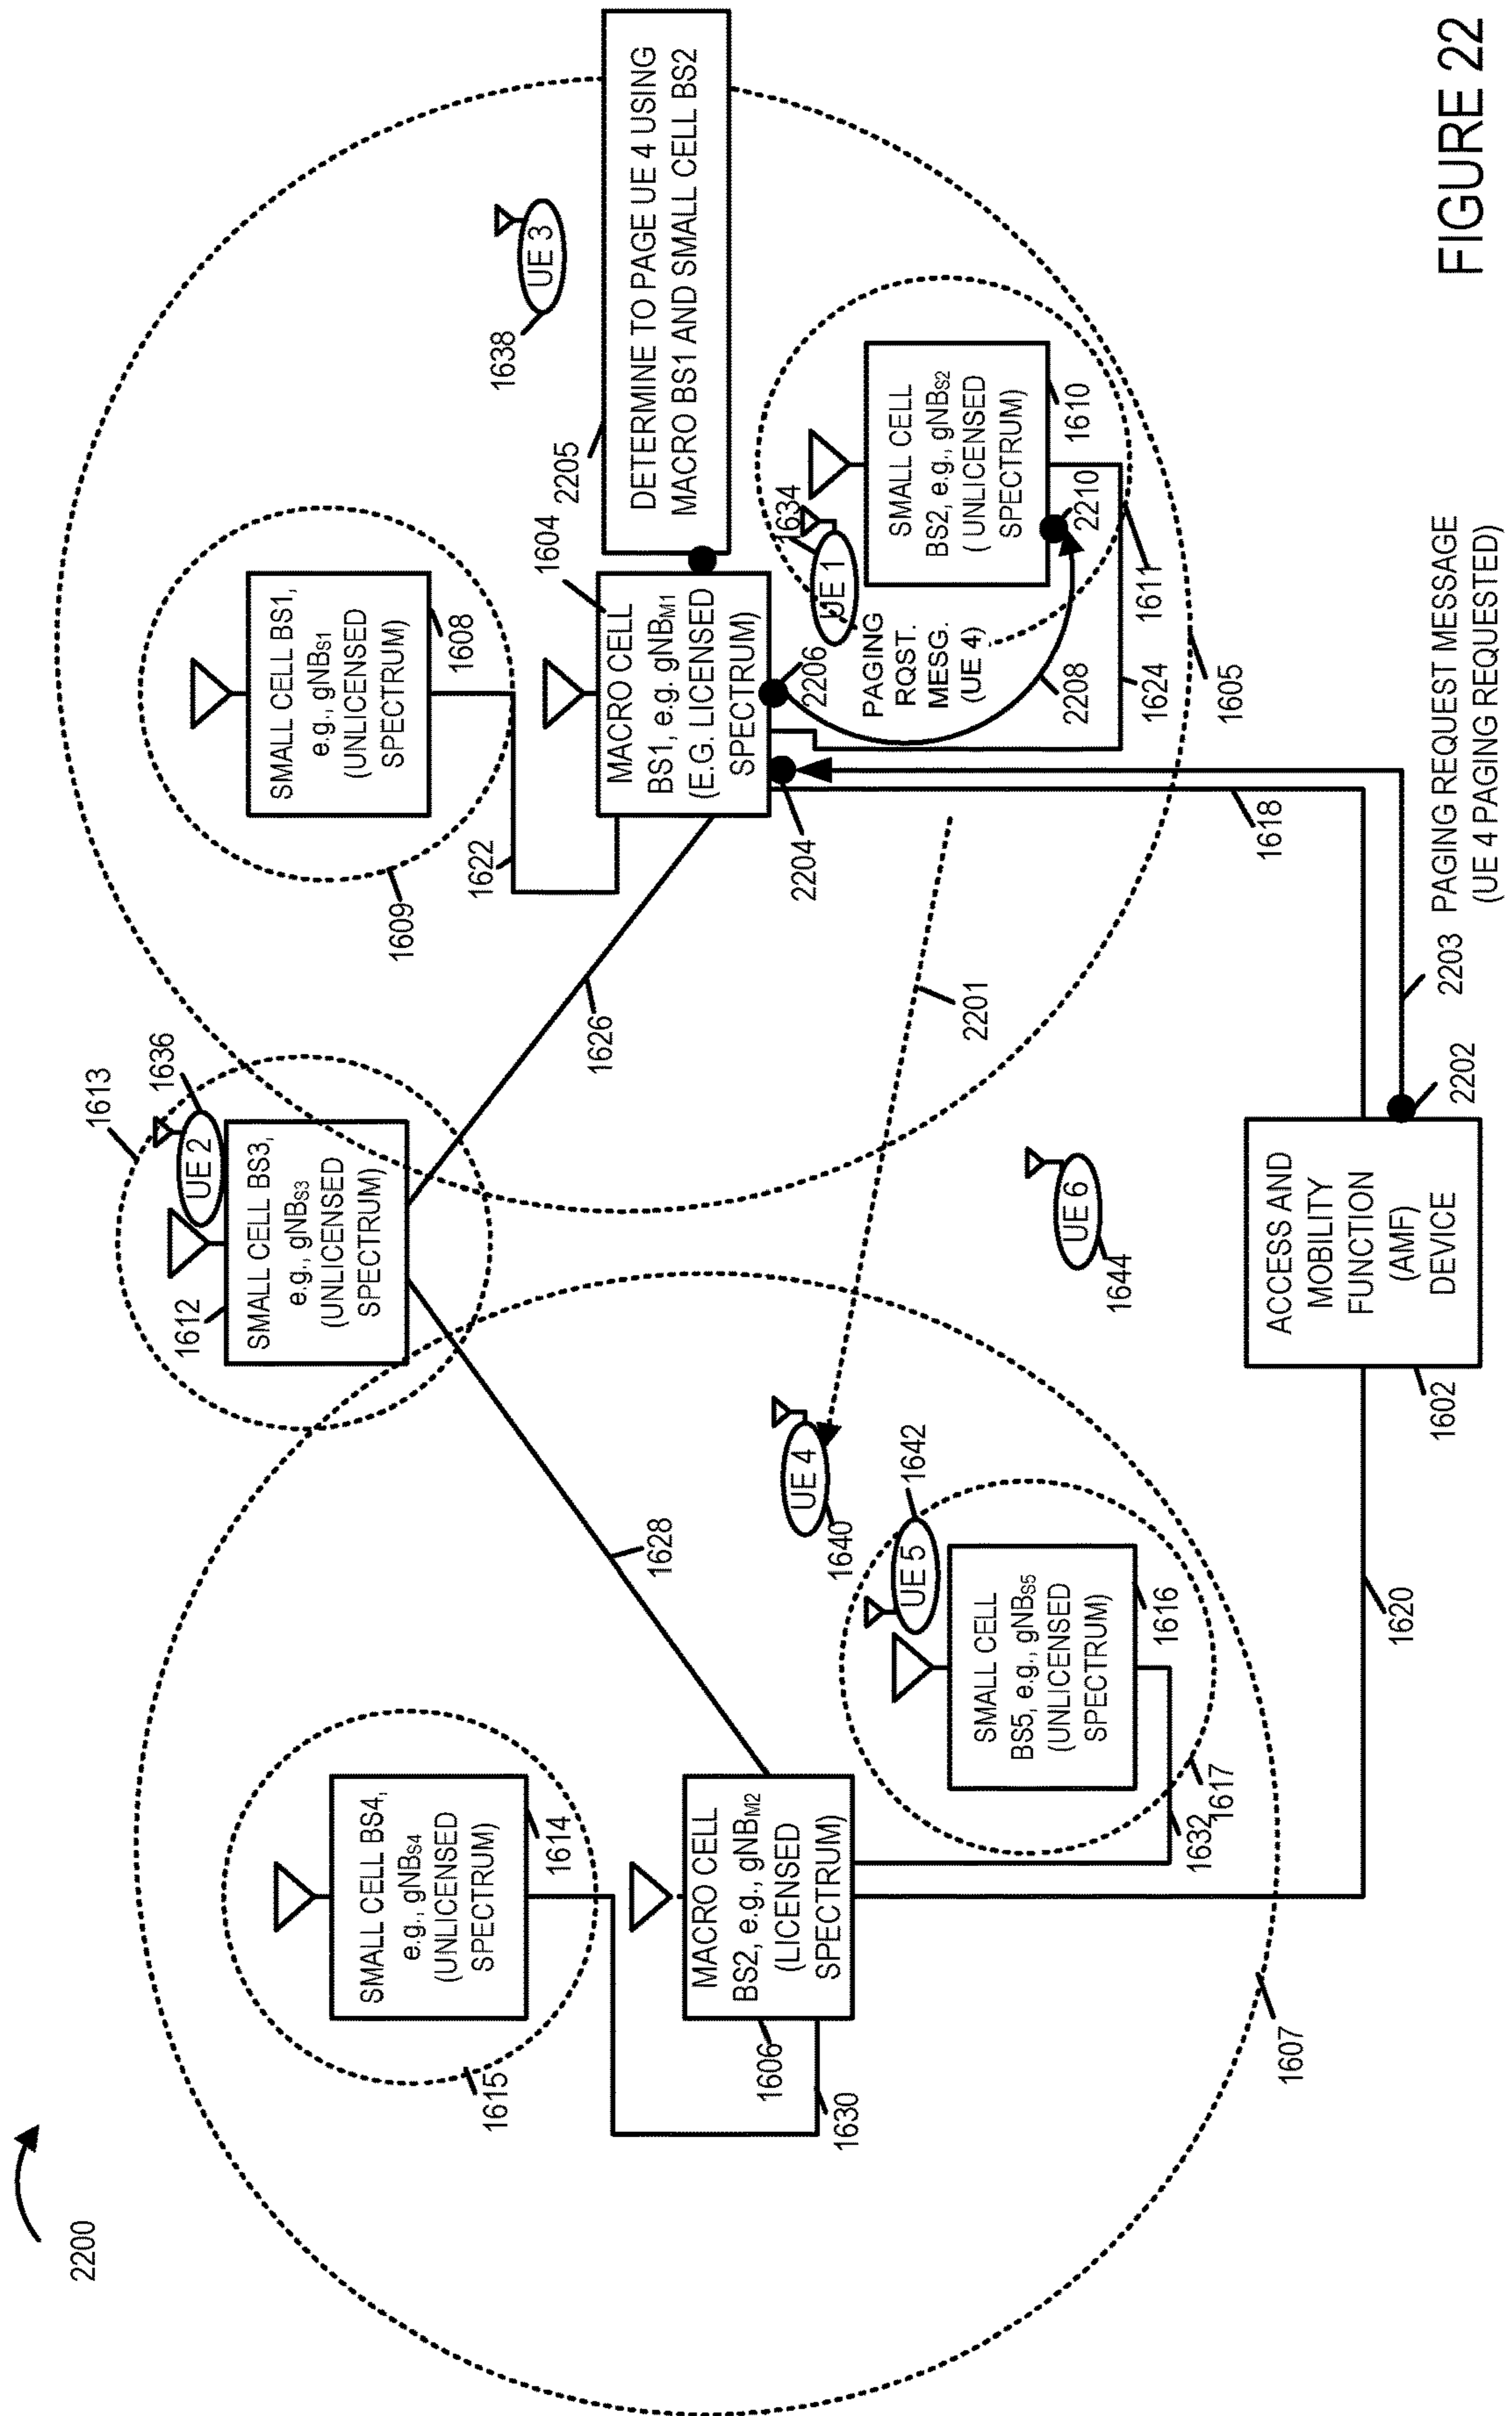 2200
1615
SMALL CELL BS4,
e.g., gNBS4
(UNLICENSED
SPECTRUM)
1614
1630
1606
MACRO CELL
BS2, e.g., gNBM2
(LICENSED
SPECTRUM)
1607
1632
1617
SMALL CELL
BS5, e.g., gNBS5
(UNLICENSED
SPECTRUM)
1616
UE 5
1642
UE 4
1640
1628
1620
1613
1612
SMALL CELL BS3,
e.g., gNBS3
(UNLICENSED
SPECTRUM)
UE 2
1636
1626
UE 6
1644
1602
ACCESS AND
MOBILITY
FUNCTION
(AMF)
DEVICE
2202
2201
2203
PAGING REQUEST MESSAGE
(UE 4 PAGING REQUESTED)
1609
1622
SMALL CELL BS1,
e.g., gNBS1
(UNLICENSED
SPECTRUM)
1608
MACRO CELL
BS1, e.g. gNBM1
(E.G. LICENSED
SPECTRUM)
1604
2204
2206
1618
PAGING
RQST.
MESG.
(UE 4)
2208
1624
1605
UE 1
1634
SMALL CELL
BS2, e.g., gNBS2
( UNLICENSED
SPECTRUM)
1610
2210
1611
2205
DETERMINE TO PAGE UE 4 USING
MACRO BS1 AND SMALL CELL BS2
1638
UE 3
FIGURE 22